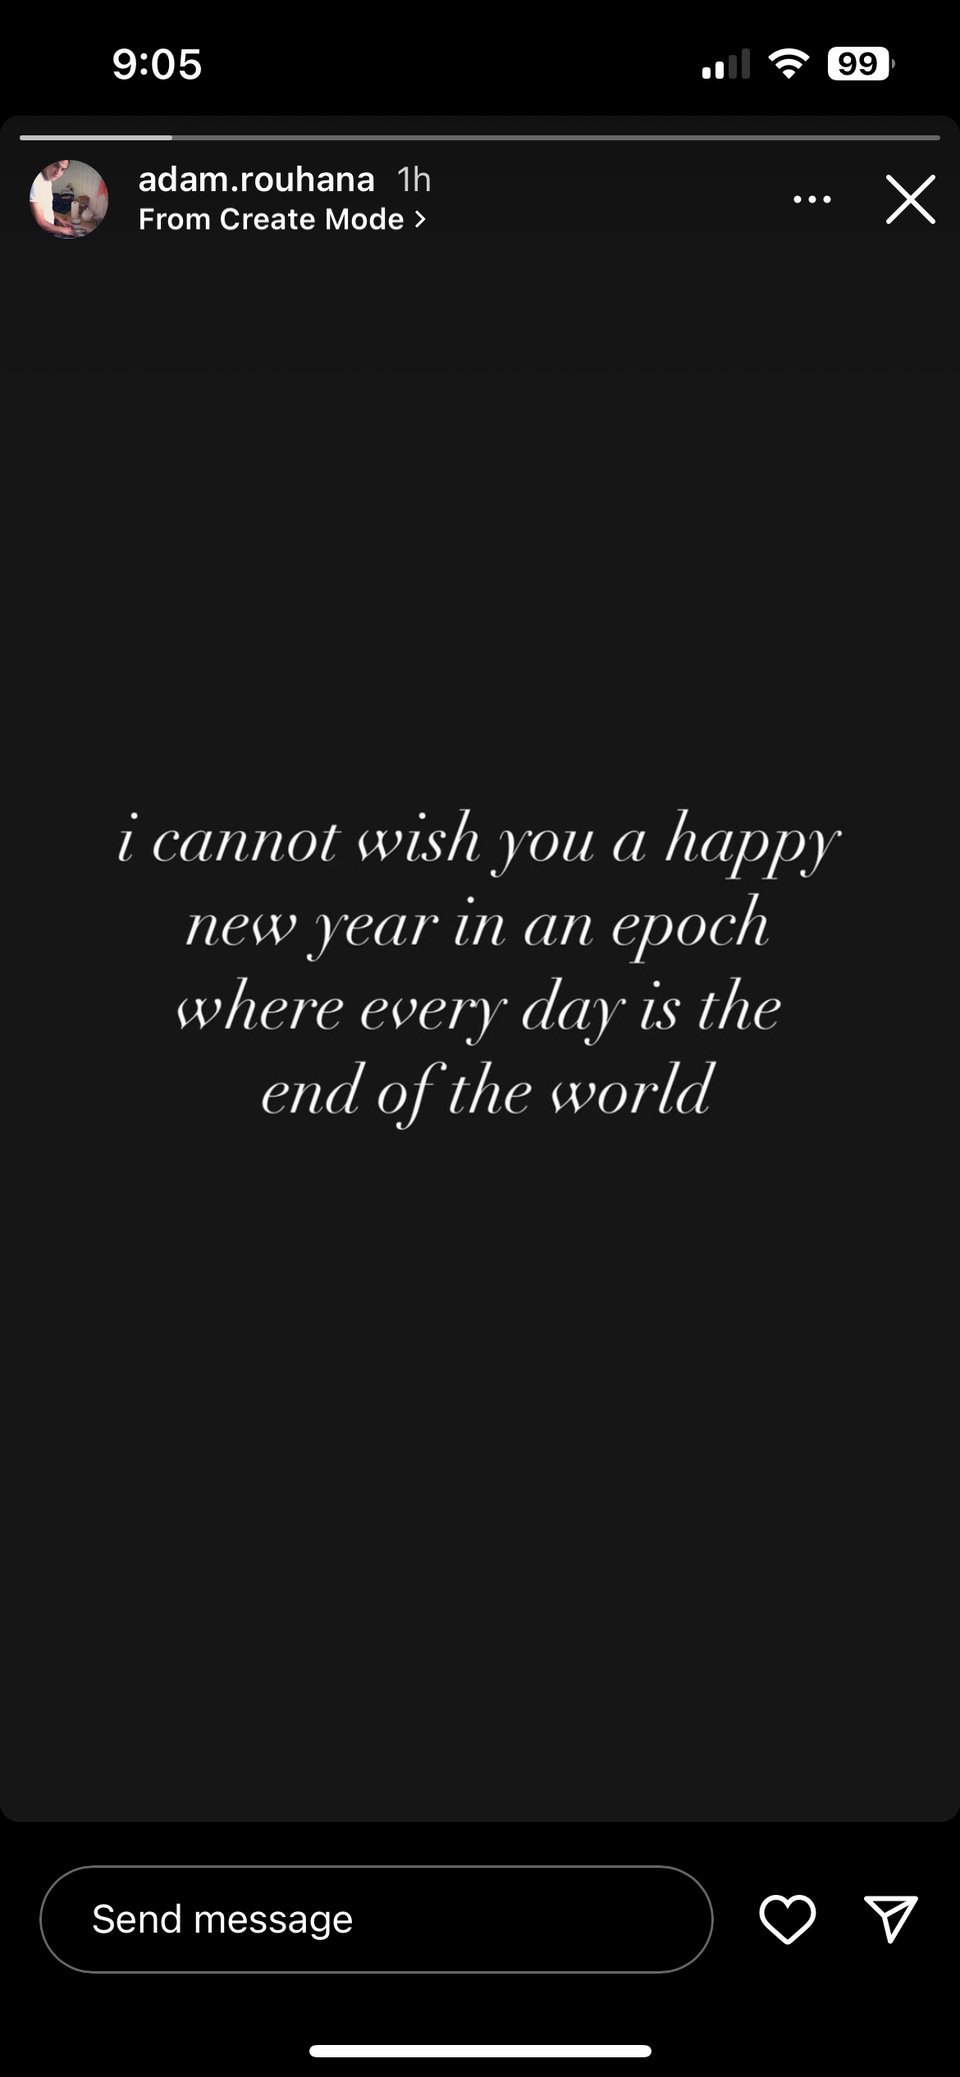 9:05
99
adam.rouhana 1h
From Create Mode >
i cannot wish you a happy
new year in an epoch
where every day is the
end of the world
Send message